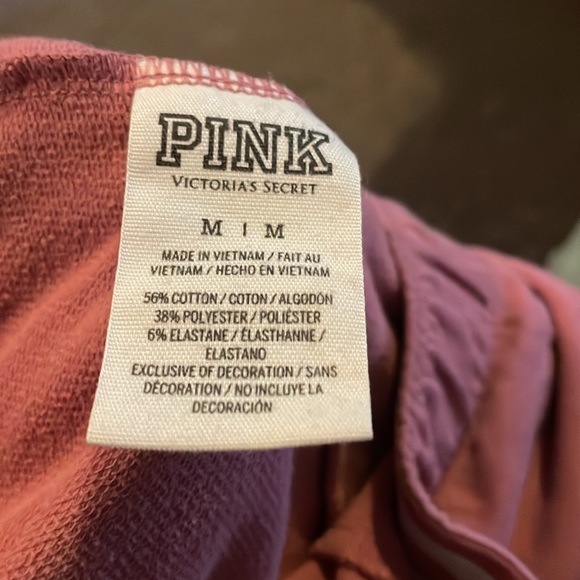 PINK
VICTORIA'S SECRET
M | M
MADE IN VIETNAM / FAIT AU
VIETNAM / HECHO EN VIETNAM
56% COTTON / COTON / ALGODÓN
38% POLYESTER / POLIÉSTER
6% ELASTANE / ÉLASTHANNE /
ELASTANO
EXCLUSIVE OF DECORATION / SANS
DÉCORATION / NO INCLUYE LA
DECORACIÓN